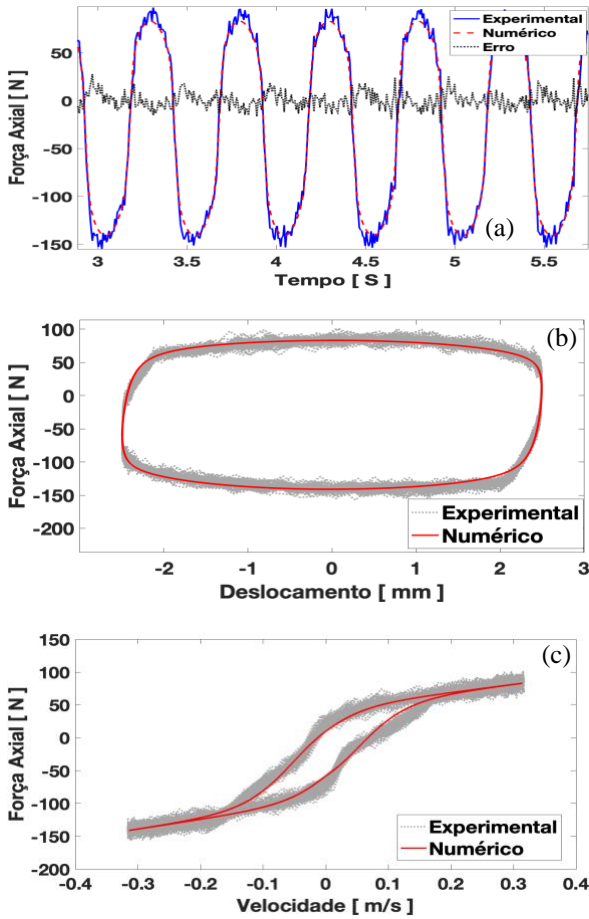 Experimental
Numérico
Erro
50
0
-50
-100
-150
Força Axial [ N ]
(a)
3 3.5 4 4.5 5 5.5
Tempo [ S ]
100
50
0
-50
-100
-150
-200
Força Axial [ N ]
(b)
Experimental
Numérico
-2 -1 0 1 2 3
Deslocamento [ mm ]
150
100
50
0
-50
-100
-150
-200
Força Axial [ N ]
(c)
Experimental
Numérico
-0.4 -0.3 -0.2 -0.1 0 0.1 0.2 0.3 0.4
Velocidade [ m/s ]